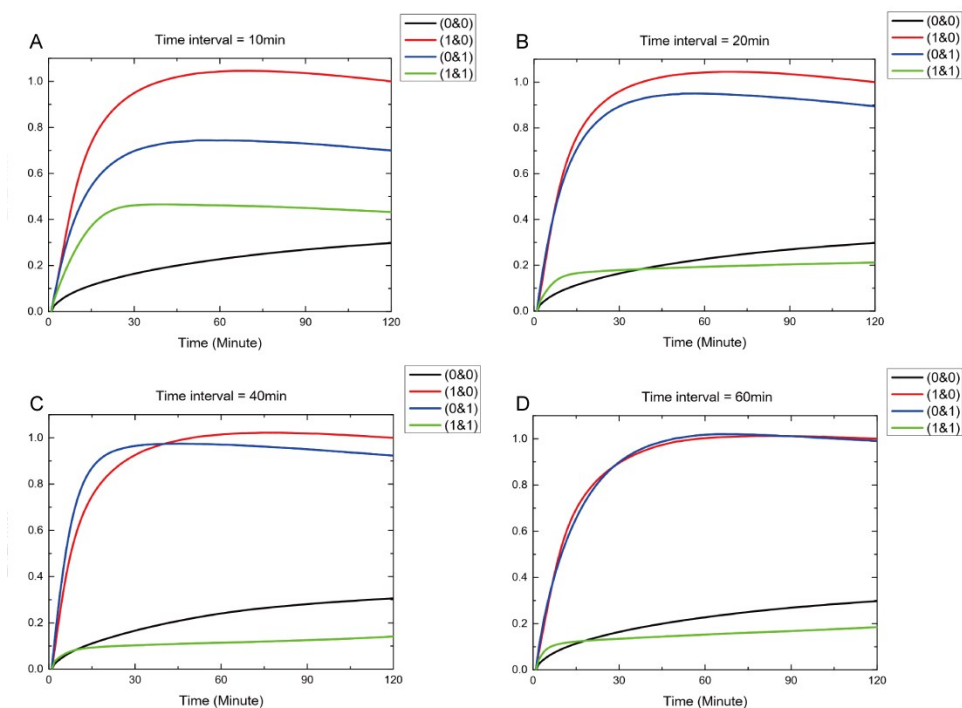 A
Time interval = 10min
(0&0)
(1&0)
(0&1)
(1&1)
1.0
0.8
0.6
0.4
0.2
0.0
0 30 60 90 120
Time (Minute)
B
Time interval = 20min
(0&0)
(1&0)
(0&1)
(1&1)
1.0
0.8
0.6
0.4
0.2
0.0
0 30 60 90 120
Time (Minute)
C
Time interval = 40min
(0&0)
(1&0)
(0&1)
(1&1)
1.0
0.8
0.6
0.4
0.2
0.0
0 30 60 90 120
Time (Minute)
D
Time interval = 60min
(0&0)
(1&0)
(0&1)
(1&1)
1.0
0.8
0.6
0.4
0.2
0.0
0 30 60 90 120
Time (Minute)